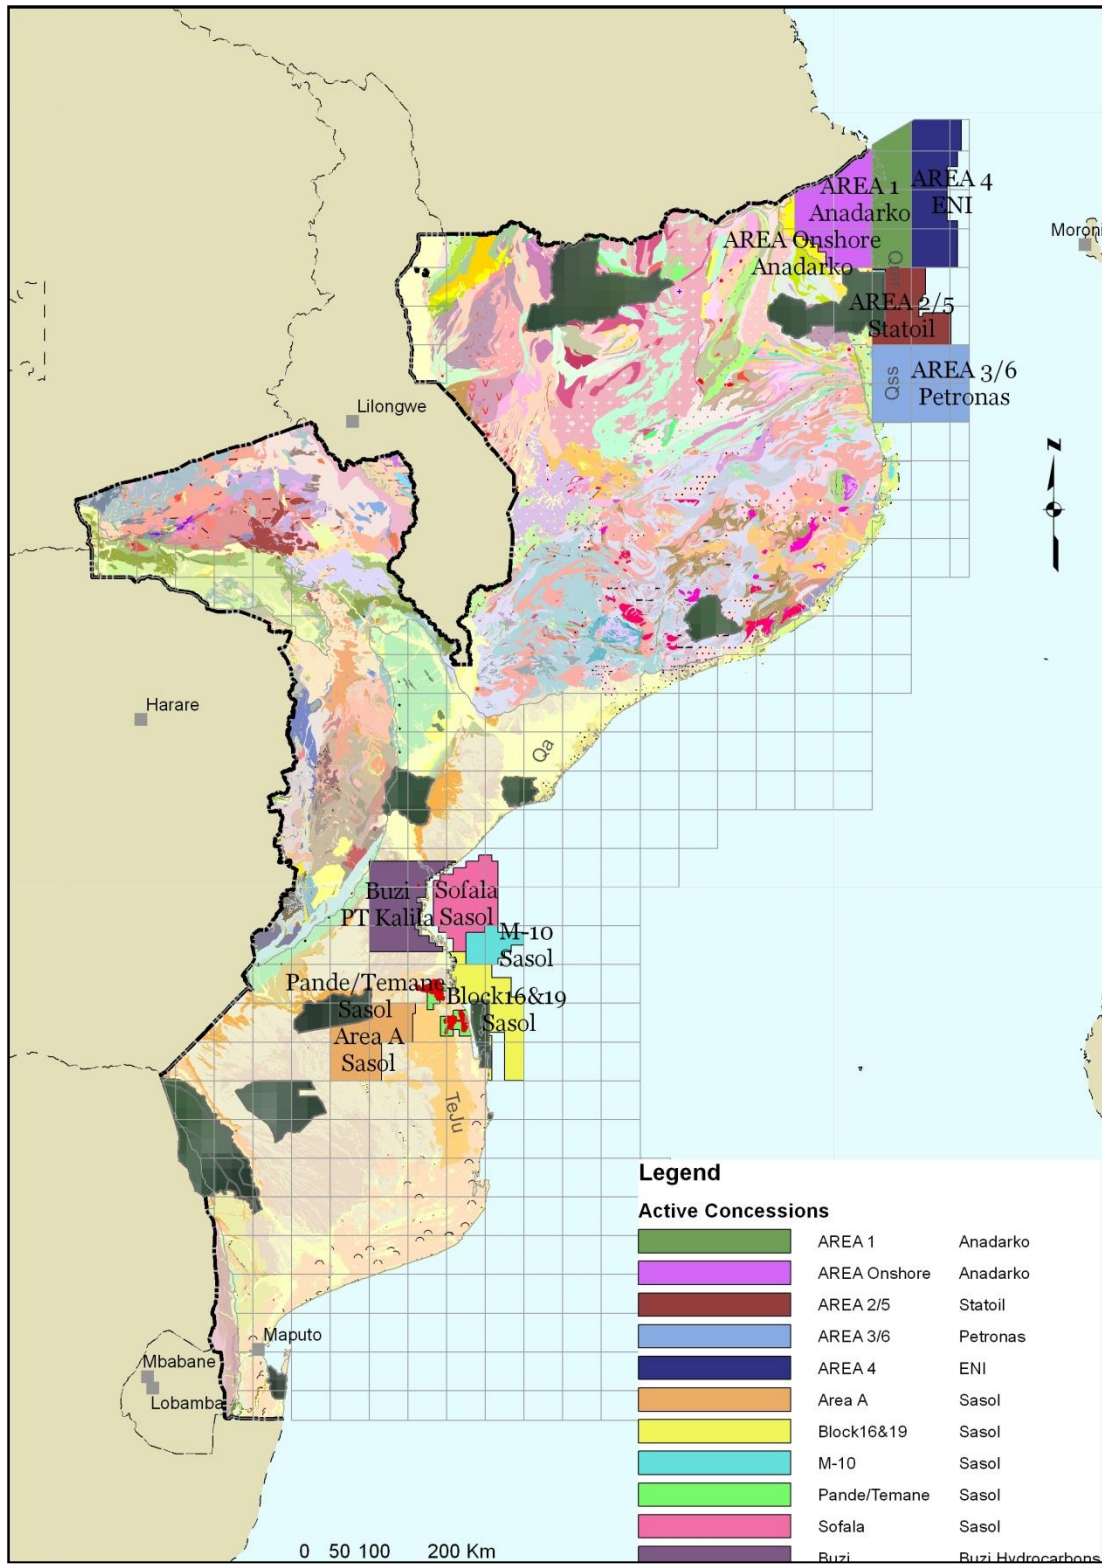 AREA 1
Anadarko
AREA 4
ENI
AREA Onshore
Anadarko
Moroni
AREA 2/5
Statoil
AREA 3/6
Petronas
Qss
Lilongwe
Z
Harare
Qa
Buzi
PT Kalila
Sofala
Sasol
M-10
Sasol
Pande/Temane
Sasol
Block16&19
Sasol
Area A
Sasol
TeJu
Maputo
Mbabane
Lobamba
0 50 100 200 Km
Legend
Active Concessions
AREA 1 Anadarko
AREA Onshore Anadarko
AREA 2/5 Statoil
AREA 3/6 Petronas
AREA 4 ENI
Area A Sasol
Block16&19 Sasol
M-10 Sasol
Pande/Temane Sasol
Sofala Sasol
Buzi Buzi Hydrocarbons